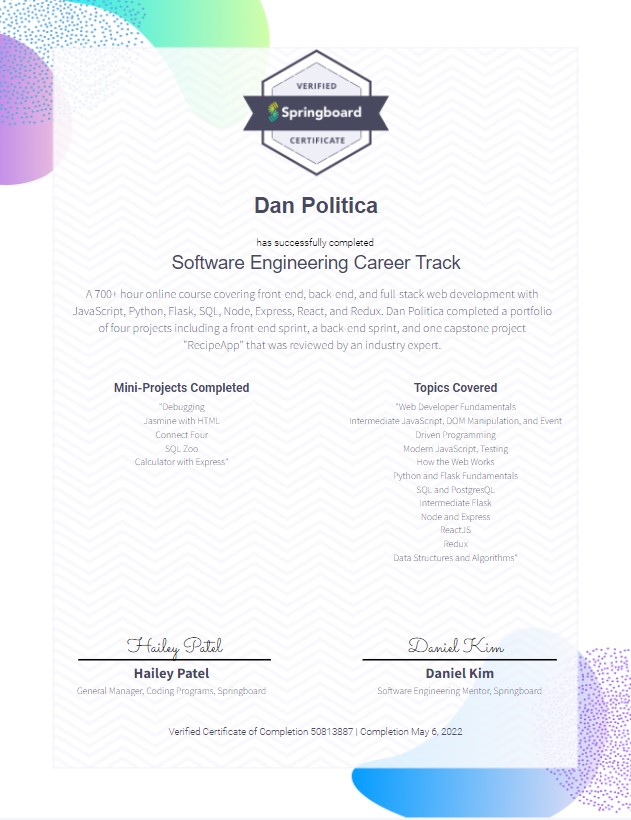 VERIFIED
Springboard
CERTIFICATE
Dan Politica
has successfully completed
Software Engineering Career Track
A 700+ hour online course covering front-end, back-end, and full-stack web development with
JavaScript, Python, Flask, SQL, Node, Express, React, and Redux. Dan Politica completed a portfolio
of four projects including a front-end sprint, a back-end sprint, and one capstone project
"RecipeApp" that was reviewed by an industry expert.
Mini-Projects Completed
"Debugging
Jasmine with HTML
Connect Four
SQL Zoo
Calculator with Express"
Topics Covered
"Web Developer Fundamentals
Intermediate JavaScript, DOM Manipulation, and Event
Driven Programming
Modern JavaScript, Testing
How the Web Works
Python and Flask Fundamentals
SQL and PostgresQL
Intermediate Flask
Node and Express
ReactJS
Redux
Data Structures and Algorithms"
Hailey Patel
Hailey Patel
General Manager, Coding Programs, Springboard
Daniel Kim
Daniel Kim
Software Engineering Mentor, Springboard
Verified Certificate of Completion 50813887 | Completion May 6, 2022